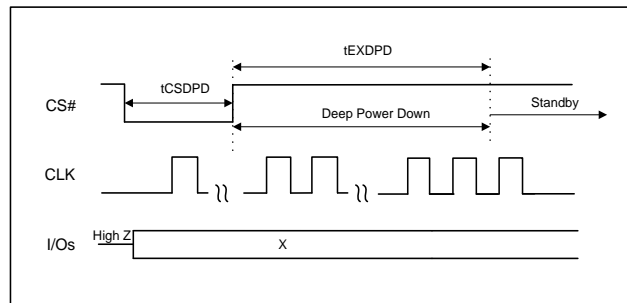 tEXDPD
tCSDPD
CS#
Deep Power Down
Standby
CLK
High Z
I/Os
X